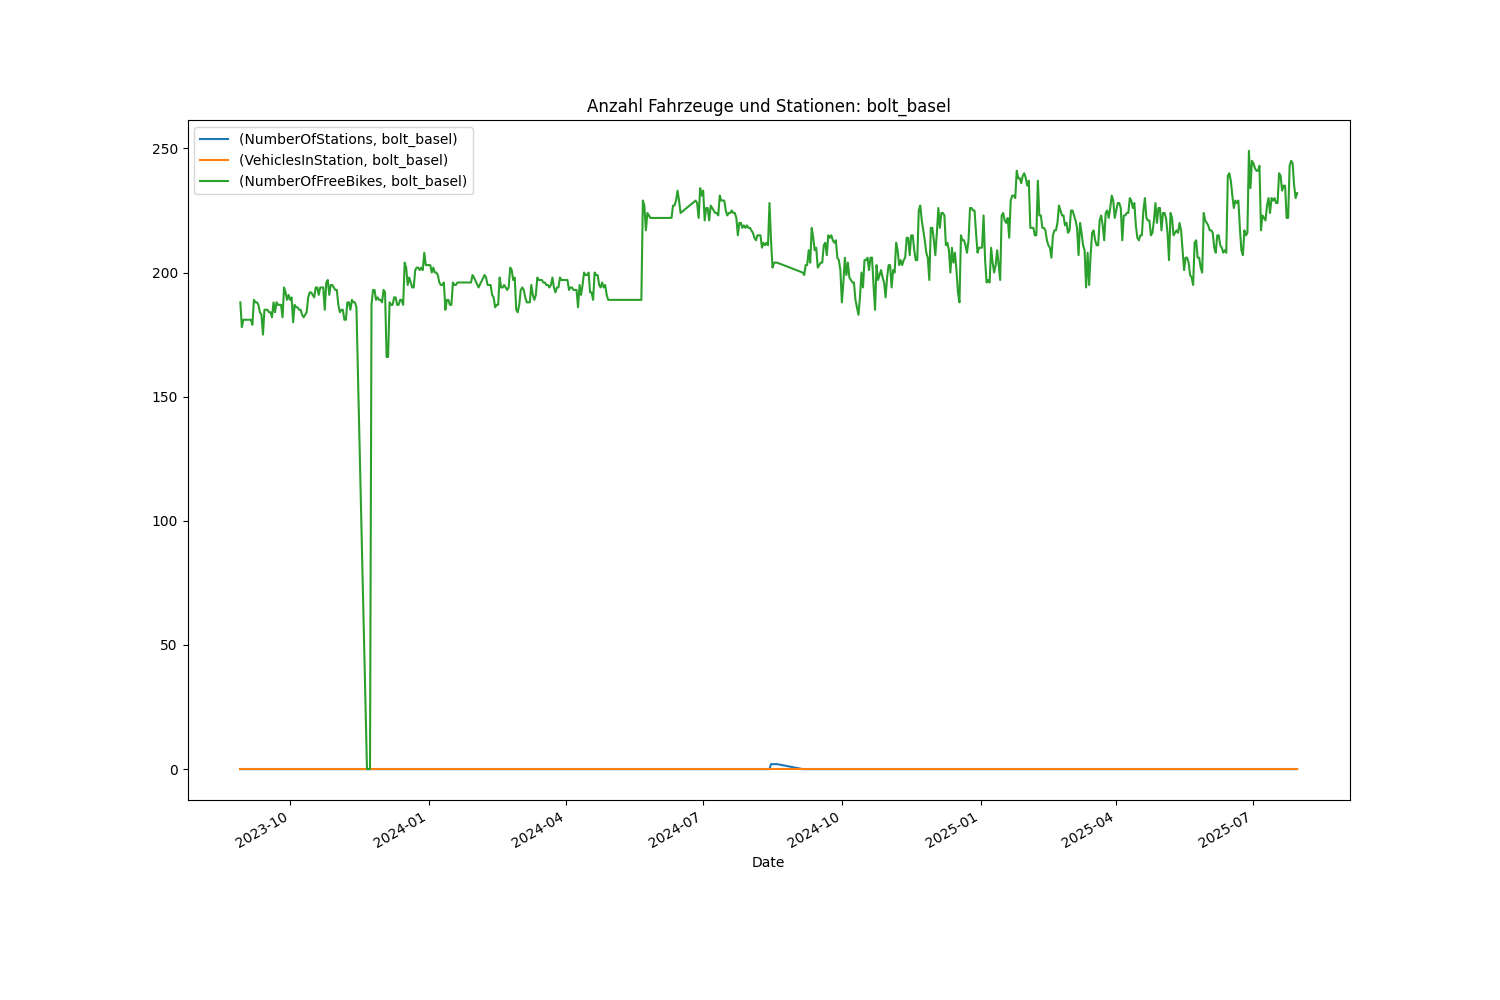 Anzahl Fahrzeuge und Stationen: bolt_basel
(NumberOfStations, bolt_basel)
(VehiclesInStation, bolt_basel)
(NumberOfFreeBikes, bolt_basel)
250
200
150
100
50
0
2023-10
2024-01
2024-04
2024-07
2024-10
2025-01
2025-04
2025-07
Date